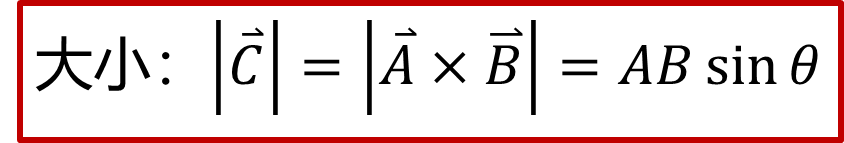 大小：|C⃗| = |A⃗ × B⃗| = AB sin θ